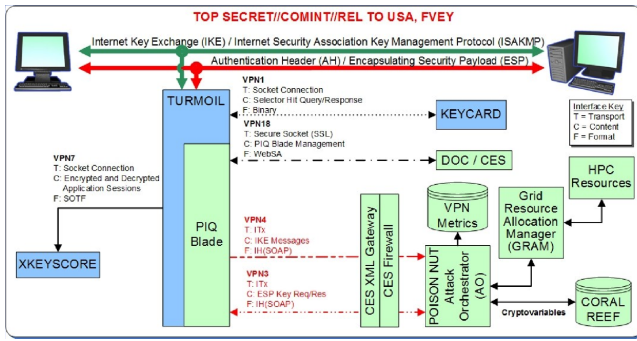 TOP SECRET//COMINT//REL TO USA, FVEY
Internet Key Exchange (IKE) / Internet Security Association Key Management Protocol (ISAKMP)
Authentication Header (AH) / Encapsulating Security Payload (ESP)
TURMOIL
VPN1
T: Socket Connection
C: Selector Hit Query/Response
F: Binary
KEYCARD
Interface Key
T = Transport
C = Content
F = Format
VPN18
T: Secure Socket (SSL)
C: PIQ Blade Management
F: WebSA
DOC / CES
VPN7
T: Socket Connection
C: Encrypted and Decrypted
Application Sessions
F: SOTF
XKEYSCORE
PIQ
Blade
VPN4
T: ITx
C: IKE Messages
F: IH(SOAP)
VPN3
T: ITx
C: ESP Key Req/Res
F: IH(SOAP)
CES XML Gateway
CES Firewall
VPN
Metrics
POISON NUT
Attack
Orchestrator
(AO)
Grid
Resource
Allocation
Manager
(GRAM)
HPC
Resources
Cryptovariables
CORAL
REEF